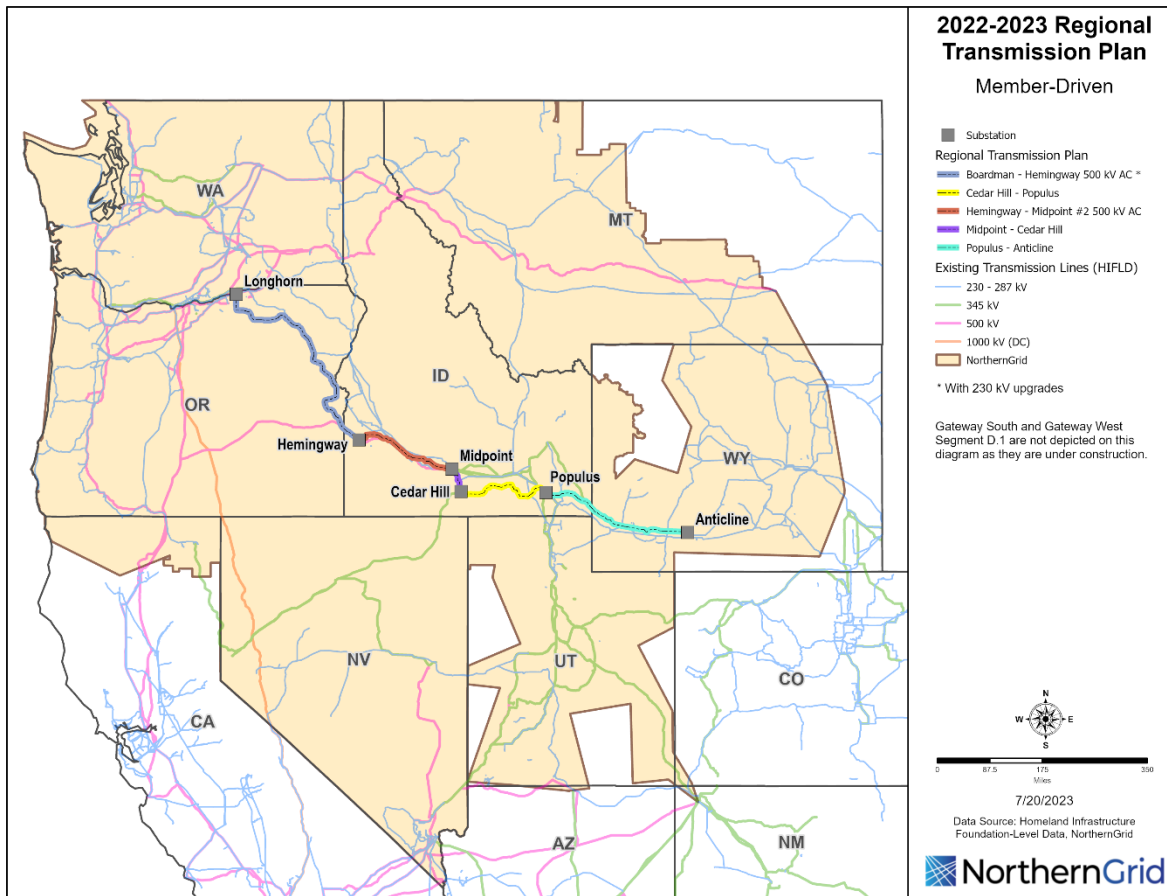 2022-2023 Regional
Transmission Plan
Member-Driven
Substation
Regional Transmission Plan
Boardman - Hemingway 500 kV AC *
Cedar Hill - Populus
Hemingway - Midpoint #2 500 kV AC
Midpoint - Cedar Hill
Populus - Anticline
Existing Transmission Lines (HIFLD)
230 - 287 kV
345 kV
500 kV
1000 kV (DC)
NorthernGrid
* With 230 kV upgrades
Gateway South and Gateway West
Segment D.1 are not depicted on this
diagram as they are under construction.
WA
MT
Longhorn
ID
OR
Hemingway
Midpoint
WY
Cedar Hill
Populus
Anticline
NV
UT
CO
CA
AZ
NM
N
W
E
S
0
87.5
175
350
Miles
7/20/2023
Data Source: Homeland Infrastructure
Foundation-Level Data, NorthernGrid
NorthernGrid